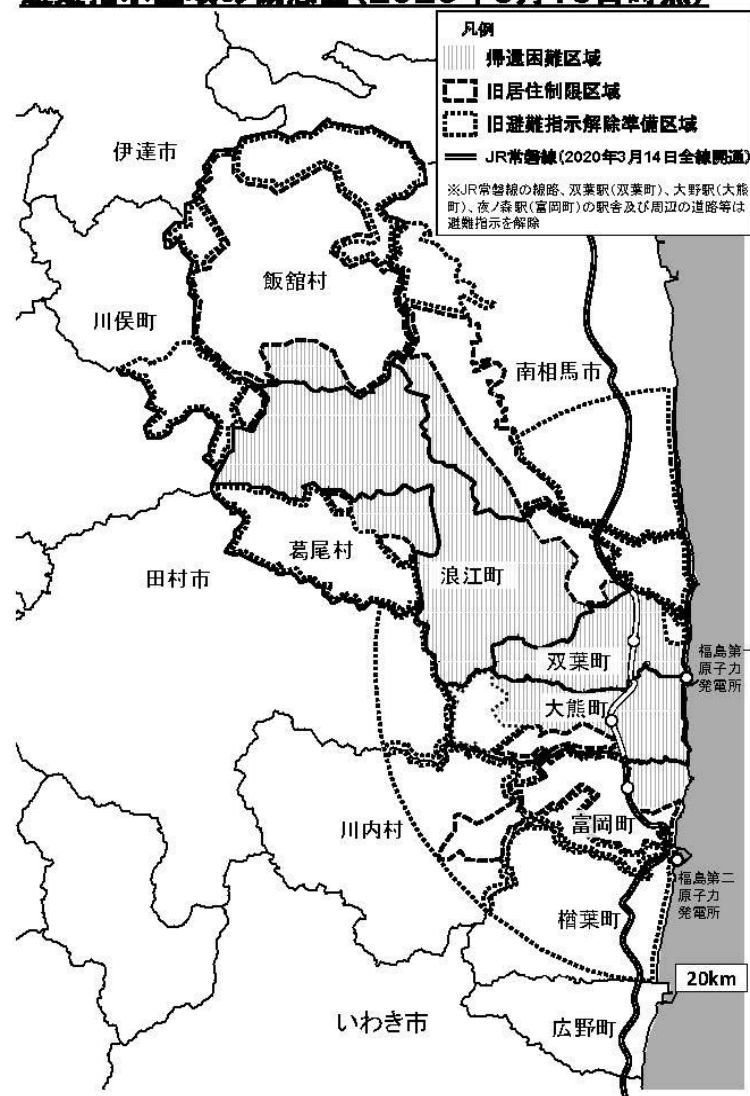 凡例
帰還困難区域
旧居住制限区域
旧避難指示解除準備区域
JR常磐線(2020年3月14日全線開通)
※JR常磐線の線路、双葉駅(双葉町)、大野駅(大熊
町)、夜ノ森駅(富岡町)の駅舎及び周辺の道路等は
避難指示を解除
伊達市
飯舘村
川俣町
南相馬市
葛尾村
田村市
浪江町
双葉町
福島第一
原子力
発電所
大熊町
川内村
富岡町
福島第二
原子力
発電所
楢葉町
20km
いわき市
広野町